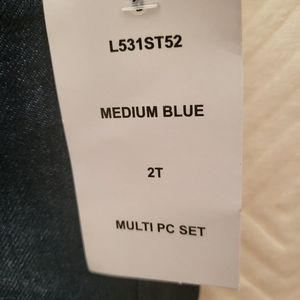 L531ST52
MEDIUM BLUE
2T
MULTI PC SET